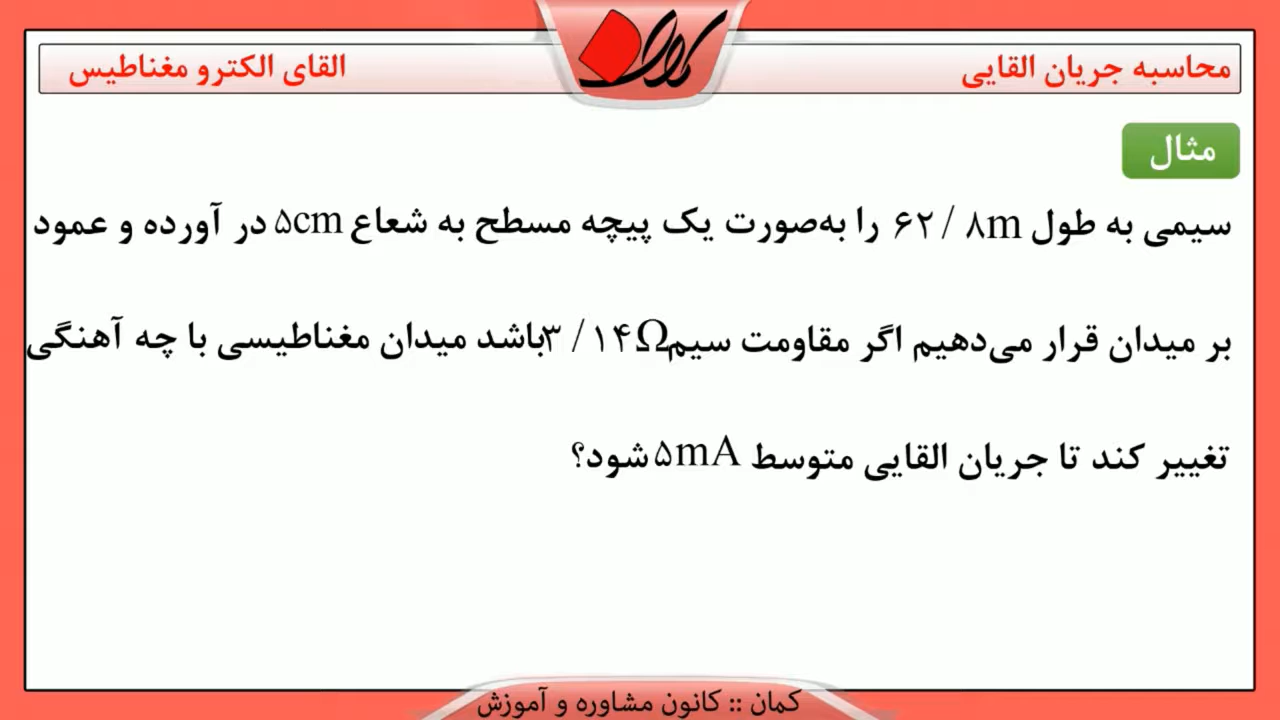 محاسبه جریان القایی
القای الکترو مغناطیس
مثال
سیمی به طول ۶۲ / ۸m را به‌صورت یک پیچه مسطح به شعاع ۵cm در آورده و عمود
بر میدان قرار می‌دهیم اگر مقاومت سیم ۳ / ۱۴Ω باشد میدان مغناطیسی با چه آهنگی
تغییر کند تا جریان القایی متوسط ۵mA شود؟
کمان :: کانون مشاوره و آموزش